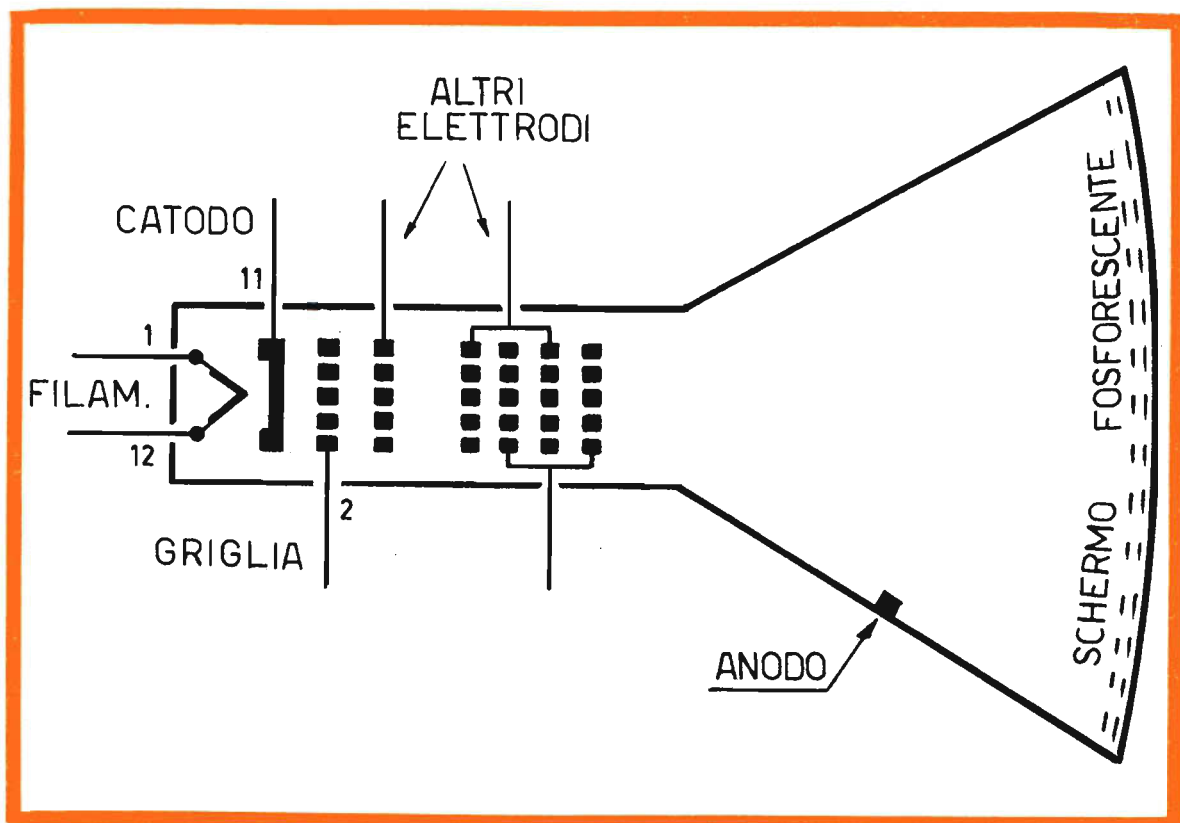 ALTRI
ELETTRODI
CATODO
11
1
FILAM.
12
2
GRIGLIA
ANODO
SCHERMO FOSFORESCENTE